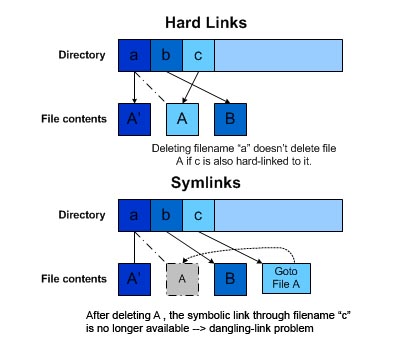 Hard Links
Directory a b c
File contents A' A B
Deleting filename "a" doesn't delete file
A if c is also hard-linked to it.
Symlinks
Directory a b c
File contents A' A B Goto
File A
After deleting A , the symbolic link through filename "c"
is no longer available --> dangling-link problem